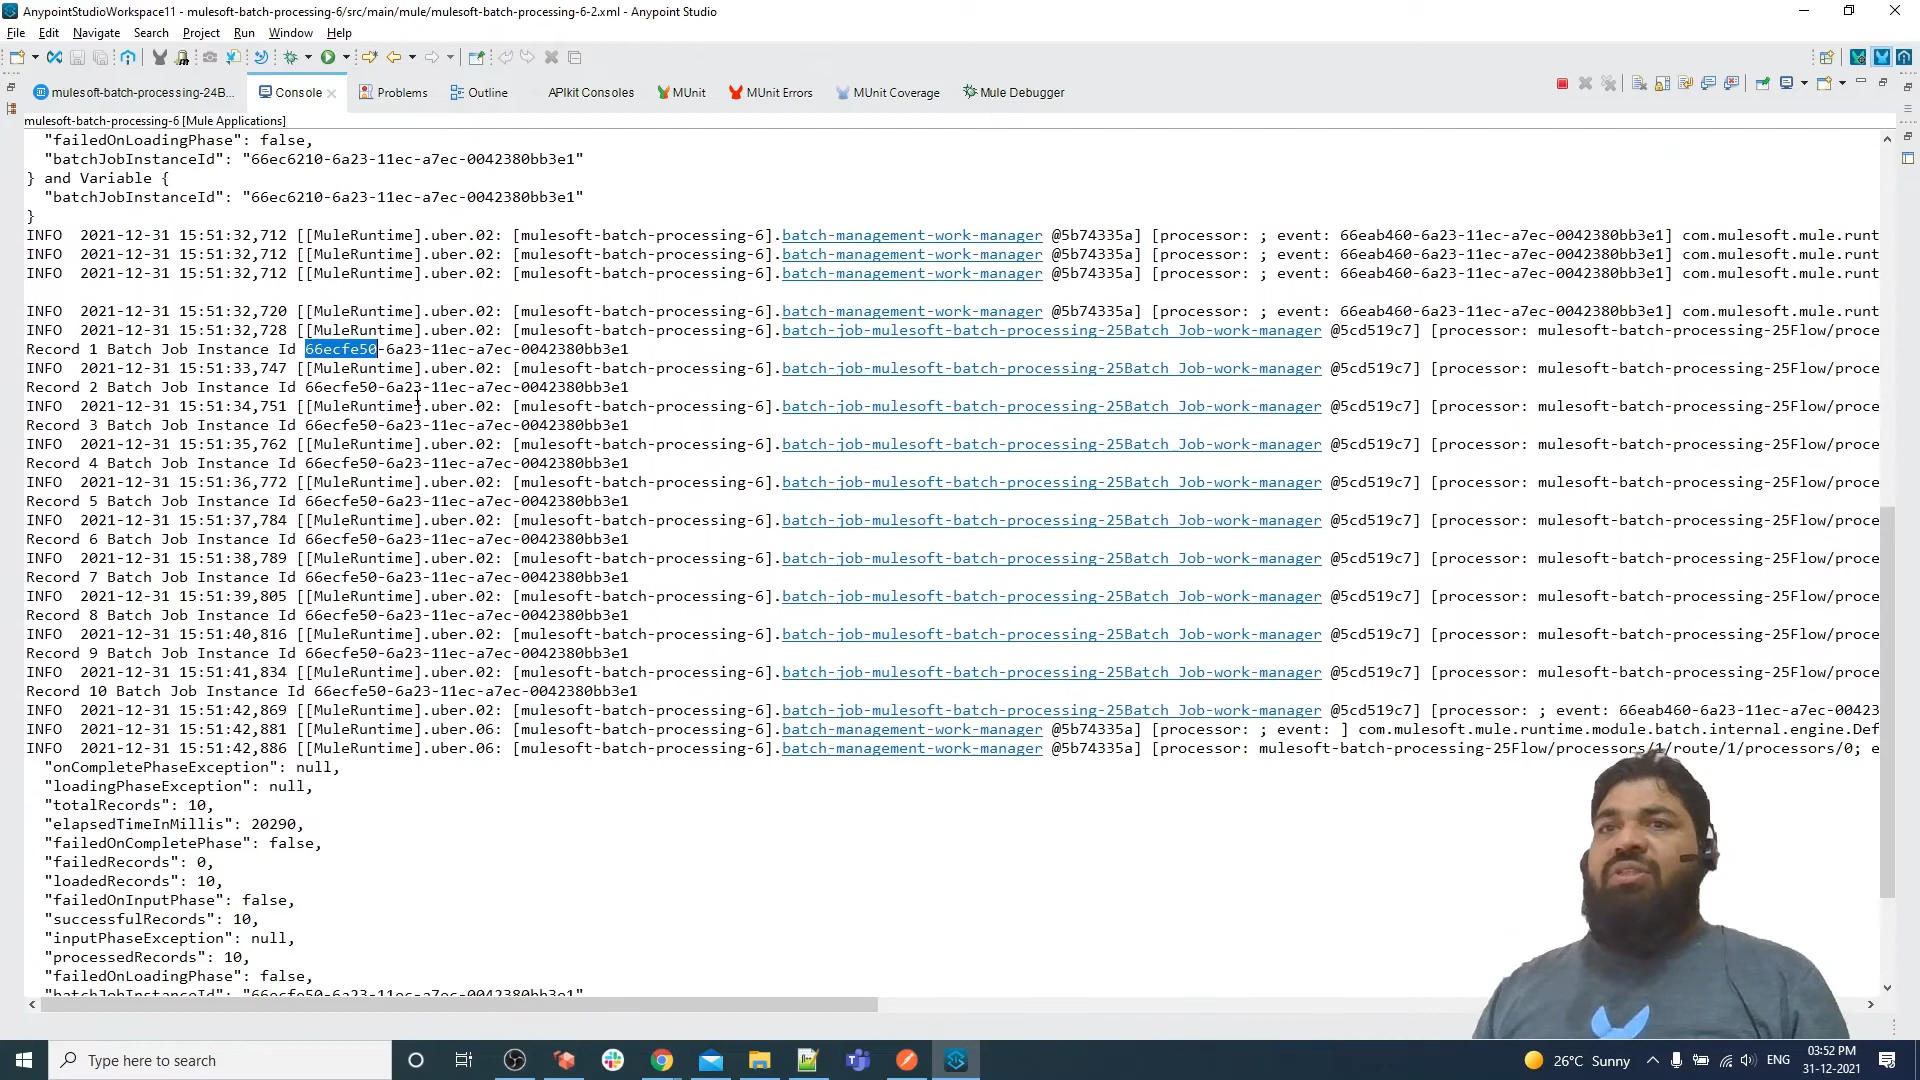 AnypointStudioWorkspace11 - mulesoft-batch-processing-6/src/main/mule/mulesoft-batch-processing-6-2.xml - Anypoint Studio
File Edit Navigate Search Project Run Window Help
mulesoft-batch-processing-24B... Console Problems Outline APIkit Consoles MUnit MUnit Errors MUnit Coverage Mule Debugger
mulesoft-batch-processing-6 [Mule Applications]
"failedOnLoadingPhase": false,
"batchJobInstanceId": "66ec6210-6a23-11ec-a7ec-0042380bb3e1"
} and Variable {
"batchJobInstanceId": "66ec6210-6a23-11ec-a7ec-0042380bb3e1"
}
INFO 2021-12-31 15:51:32,712 [[MuleRuntime].uber.02: [mulesoft-batch-processing-6].batch-management-work-manager @5b74335a] [processor: ; event: 66eab460-6a23-11ec-a7ec-0042380bb3e1] com.mulesoft.mule.runt
INFO 2021-12-31 15:51:32,712 [[MuleRuntime].uber.02: [mulesoft-batch-processing-6].batch-management-work-manager @5b74335a] [processor: ; event: 66eab460-6a23-11ec-a7ec-0042380bb3e1] com.mulesoft.mule.runt
INFO 2021-12-31 15:51:32,712 [[MuleRuntime].uber.02: [mulesoft-batch-processing-6].batch-management-work-manager @5b74335a] [processor: ; event: 66eab460-6a23-11ec-a7ec-0042380bb3e1] com.mulesoft.mule.runt
INFO 2021-12-31 15:51:32,720 [[MuleRuntime].uber.02: [mulesoft-batch-processing-6].batch-management-work-manager @5b74335a] [processor: ; event: 66eab460-6a23-11ec-a7ec-0042380bb3e1] com.mulesoft.mule.runt
INFO 2021-12-31 15:51:32,728 [[MuleRuntime].uber.02: [mulesoft-batch-processing-6].batch-job-mulesoft-batch-processing-25Batch_Job-work-manager @5cd519c7] [processor: mulesoft-batch-processing-25Flow/proce
Record 1 Batch Job Instance Id 66ecfe50-6a23-11ec-a7ec-0042380bb3e1
INFO 2021-12-31 15:51:33,747 [[MuleRuntime].uber.02: [mulesoft-batch-processing-6].batch-job-mulesoft-batch-processing-25Batch_Job-work-manager @5cd519c7] [processor: mulesoft-batch-processing-25Flow/proce
Record 2 Batch Job Instance Id 66ecfe50-6a23-11ec-a7ec-0042380bb3e1
INFO 2021-12-31 15:51:34,751 [[MuleRuntime].uber.02: [mulesoft-batch-processing-6].batch-job-mulesoft-batch-processing-25Batch_Job-work-manager @5cd519c7] [processor: mulesoft-batch-processing-25Flow/proce
Record 3 Batch Job Instance Id 66ecfe50-6a23-11ec-a7ec-0042380bb3e1
INFO 2021-12-31 15:51:35,762 [[MuleRuntime].uber.02: [mulesoft-batch-processing-6].batch-job-mulesoft-batch-processing-25Batch_Job-work-manager @5cd519c7] [processor: mulesoft-batch-processing-25Flow/proce
Record 4 Batch Job Instance Id 66ecfe50-6a23-11ec-a7ec-0042380bb3e1
INFO 2021-12-31 15:51:36,772 [[MuleRuntime].uber.02: [mulesoft-batch-processing-6].batch-job-mulesoft-batch-processing-25Batch_Job-work-manager @5cd519c7] [processor: mulesoft-batch-processing-25Flow/proce
Record 5 Batch Job Instance Id 66ecfe50-6a23-11ec-a7ec-0042380bb3e1
INFO 2021-12-31 15:51:37,784 [[MuleRuntime].uber.02: [mulesoft-batch-processing-6].batch-job-mulesoft-batch-processing-25Batch_Job-work-manager @5cd519c7] [processor: mulesoft-batch-processing-25Flow/proce
Record 6 Batch Job Instance Id 66ecfe50-6a23-11ec-a7ec-0042380bb3e1
INFO 2021-12-31 15:51:38,789 [[MuleRuntime].uber.02: [mulesoft-batch-processing-6].batch-job-mulesoft-batch-processing-25Batch_Job-work-manager @5cd519c7] [processor: mulesoft-batch-processing-25Flow/proce
Record 7 Batch Job Instance Id 66ecfe50-6a23-11ec-a7ec-0042380bb3e1
INFO 2021-12-31 15:51:39,805 [[MuleRuntime].uber.02: [mulesoft-batch-processing-6].batch-job-mulesoft-batch-processing-25Batch_Job-work-manager @5cd519c7] [processor: mulesoft-batch-processing-25Flow/proce
Record 8 Batch Job Instance Id 66ecfe50-6a23-11ec-a7ec-0042380bb3e1
INFO 2021-12-31 15:51:40,816 [[MuleRuntime].uber.02: [mulesoft-batch-processing-6].batch-job-mulesoft-batch-processing-25Batch_Job-work-manager @5cd519c7] [processor: mulesoft-batch-processing-25Flow/proce
Record 9 Batch Job Instance Id 66ecfe50-6a23-11ec-a7ec-0042380bb3e1
INFO 2021-12-31 15:51:41,834 [[MuleRuntime].uber.02: [mulesoft-batch-processing-6].batch-job-mulesoft-batch-processing-25Batch_Job-work-manager @5cd519c7] [processor: mulesoft-batch-processing-25Flow/proce
Record 10 Batch Job Instance Id 66ecfe50-6a23-11ec-a7ec-0042380bb3e1
INFO 2021-12-31 15:51:42,869 [[MuleRuntime].uber.02: [mulesoft-batch-processing-6].batch-job-mulesoft-batch-processing-25Batch_Job-work-manager @5cd519c7] [processor: ; event: 66eab460-6a23-11ec-a7ec-00423
INFO 2021-12-31 15:51:42,881 [[MuleRuntime].uber.06: [mulesoft-batch-processing-6].batch-management-work-manager @5b74335a] [processor: ; event: ] com.mulesoft.mule.runtime.module.batch.internal.engine.Def
INFO 2021-12-31 15:51:42,886 [[MuleRuntime].uber.06: [mulesoft-batch-processing-6].batch-management-work-manager @5b74335a] [processor: mulesoft-batch-processing-25Flow/processors/1/route/1/processors/0; e
"onCompletePhaseException": null,
"loadingPhaseException": null,
"totalRecords": 10,
"elapsedTimeInMillis": 20290,
"failedOnCompletePhase": false,
"failedRecords": 0,
"loadedRecords": 10,
"failedOnInputPhase": false,
"successfulRecords": 10,
"inputPhaseException": null,
"processedRecords": 10,
"failedOnLoadingPhase": false,
"batchJobInstanceId": "66ecfe50-6a23-11ec-a7ec-0042380bb3e1"
Type here to search
26°C Sunny
ENG
03:52 PM
31-12-2021